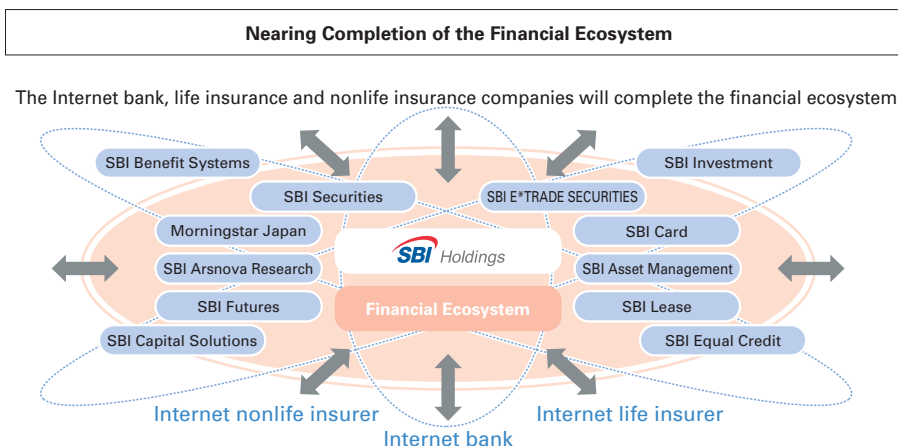 Nearing Completion of the Financial Ecosystem
The Internet bank, life insurance and nonlife insurance companies will complete the financial ecosystem
SBI Benefit Systems
SBI Investment
SBI Securities
SBI E*TRADE SECURITIES
Morningstar Japan
SBI Card
SBI Holdings
SBI Arsnova Research
SBI Asset Management
SBI Futures
Financial Ecosystem
SBI Lease
SBI Capital Solutions
SBI Equal Credit
Internet nonlife insurer
Internet life insurer
Internet bank